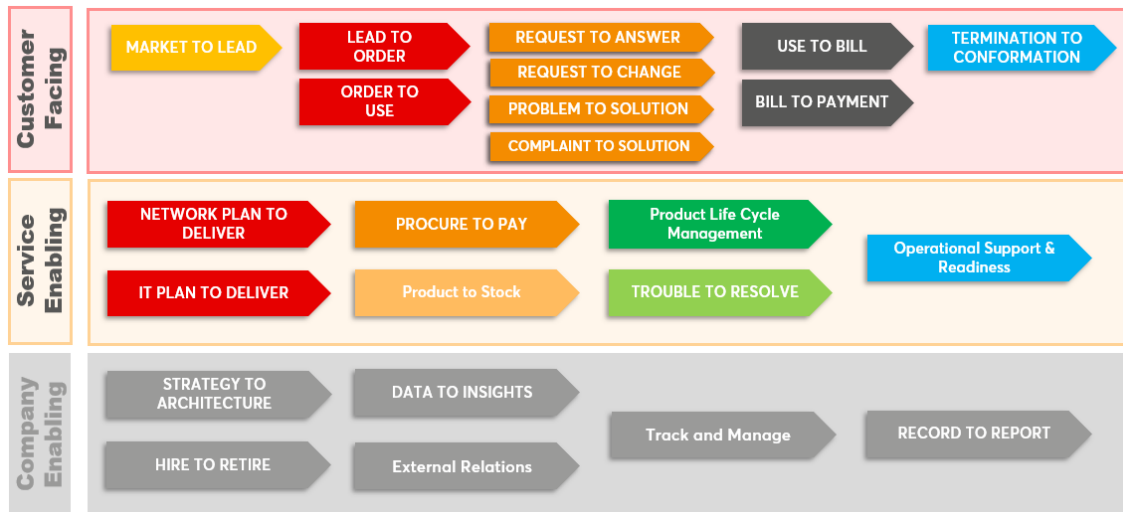 Customer
Facing
MARKET TO LEAD
LEAD TO
ORDER
ORDER TO
USE
REQUEST TO ANSWER
REQUEST TO CHANGE
PROBLEM TO SOLUTION
COMPLAINT TO SOLUTION
USE TO BILL
BILL TO PAYMENT
TERMINATION TO
CONFORMATION
Service
Enabling
NETWORK PLAN TO
DELIVER
IT PLAN TO DELIVER
PROCURE TO PAY
Product to Stock
Product Life Cycle
Management
TROUBLE TO RESOLVE
Operational Support &
Readiness
Company
Enabling
STRATEGY TO
ARCHITECTURE
HIRE TO RETIRE
DATA TO INSIGHTS
External Relations
Track and Manage
RECORD TO REPORT